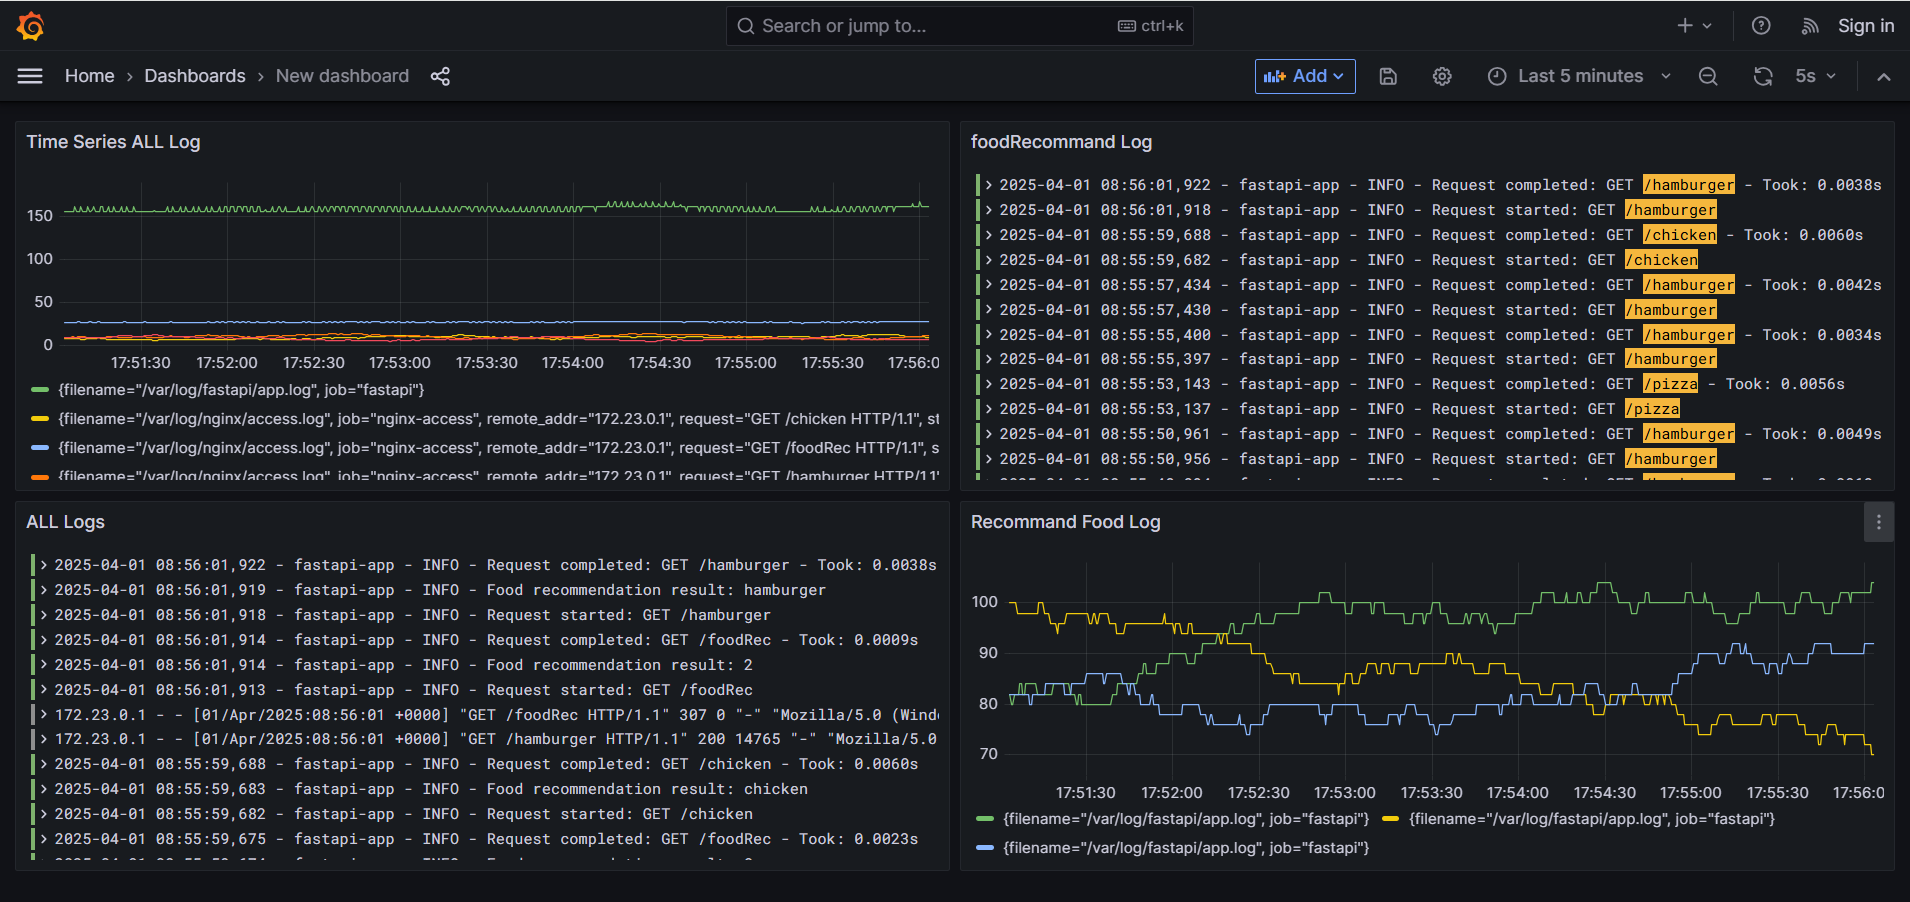 Search or jump to...
ctrl+k
Sign in
Home › Dashboards › New dashboard
Add
Last 5 minutes
5s
Time Series ALL Log
150
100
50
0
17:51:30 17:52:00 17:52:30 17:53:00 17:53:30 17:54:00 17:54:30 17:55:00 17:55:30 17:56:0
{filename="/var/log/fastapi/app.log", job="fastapi"}
{filename="/var/log/nginx/access.log", job="nginx-access", remote_addr="172.23.0.1", request="GET /chicken HTTP/1.1", st
{filename="/var/log/nginx/access.log", job="nginx-access", remote_addr="172.23.0.1", request="GET /foodRec HTTP/1.1", s
{filename="/var/log/nginx/access.log", job="nginx-access", remote_addr="172.23.0.1", request="GET /hamburger HTTP/1.1"
foodRecommand Log
2025-04-01 08:56:01,922 - fastapi-app - INFO - Request completed: GET /hamburger - Took: 0.0038s
2025-04-01 08:56:01,918 - fastapi-app - INFO - Request started: GET /hamburger
2025-04-01 08:55:59,688 - fastapi-app - INFO - Request completed: GET /chicken - Took: 0.0060s
2025-04-01 08:55:59,682 - fastapi-app - INFO - Request started: GET /chicken
2025-04-01 08:55:57,434 - fastapi-app - INFO - Request completed: GET /hamburger - Took: 0.0042s
2025-04-01 08:55:57,430 - fastapi-app - INFO - Request started: GET /hamburger
2025-04-01 08:55:55,400 - fastapi-app - INFO - Request completed: GET /hamburger - Took: 0.0034s
2025-04-01 08:55:55,397 - fastapi-app - INFO - Request started: GET /hamburger
2025-04-01 08:55:53,143 - fastapi-app - INFO - Request completed: GET /pizza - Took: 0.0056s
2025-04-01 08:55:53,137 - fastapi-app - INFO - Request started: GET /pizza
2025-04-01 08:55:50,961 - fastapi-app - INFO - Request completed: GET /hamburger - Took: 0.0049s
2025-04-01 08:55:50,956 - fastapi-app - INFO - Request started: GET /hamburger
ALL Logs
2025-04-01 08:56:01,922 - fastapi-app - INFO - Request completed: GET /hamburger - Took: 0.0038s
2025-04-01 08:56:01,919 - fastapi-app - INFO - Food recommendation result: hamburger
2025-04-01 08:56:01,918 - fastapi-app - INFO - Request started: GET /hamburger
2025-04-01 08:56:01,914 - fastapi-app - INFO - Request completed: GET /foodRec - Took: 0.0009s
2025-04-01 08:56:01,914 - fastapi-app - INFO - Food recommendation result: 2
2025-04-01 08:56:01,913 - fastapi-app - INFO - Request started: GET /foodRec
172.23.0.1 - - [01/Apr/2025:08:56:01 +0000] "GET /foodRec HTTP/1.1" 307 0 "-" "Mozilla/5.0 (Wind
172.23.0.1 - - [01/Apr/2025:08:56:01 +0000] "GET /hamburger HTTP/1.1" 200 14765 "-" "Mozilla/5.0
2025-04-01 08:55:59,688 - fastapi-app - INFO - Request completed: GET /chicken - Took: 0.0060s
2025-04-01 08:55:59,683 - fastapi-app - INFO - Food recommendation result: chicken
2025-04-01 08:55:59,682 - fastapi-app - INFO - Request started: GET /chicken
2025-04-01 08:55:59,675 - fastapi-app - INFO - Request completed: GET /foodRec - Took: 0.0023s
Recommand Food Log
100
90
80
70
17:51:30 17:52:00 17:52:30 17:53:00 17:53:30 17:54:00 17:54:30 17:55:00 17:55:30 17:56:0
{filename="/var/log/fastapi/app.log", job="fastapi"} {filename="/var/log/fastapi/app.log", job="fastapi"}
{filename="/var/log/fastapi/app.log", job="fastapi"}